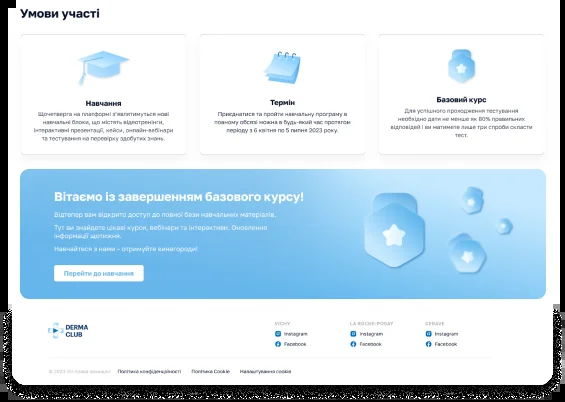 Умови участі
Навчання
Щочетверга на платформі з'являтимуться нові
навчальні блоки, що містять відеотренінги,
інтерактивні презентації, кейси, онлайн-вебінари
та тестування на перевірку здобутих знань.
Термін
Приєднатися та пройти навчальну програму в
повному обсязі можна в будь-який час протягом
періоду з 6 квітня по 5 липня 2023 року.
Базовий курс
Для успішного проходження тестування
необхідно дати не менше як 80% правильних
відповідей і ви матимете лише три спроби скласти
тест.
Вітаємо із завершенням базового курсу!
Відтепер вам відкрито доступ до повної бази навчальних матеріалів.
Тут ви знайдете цікаві курси, вебінари та інтерактиви. Оновлення
інформації щотижня.
Навчайтеся з нами – отримуйте винагороди!
Перейти до навчання
DERMA
CLUB
VICHY
Instagram
Facebook
LA ROCHE-POSAY
Instagram
Facebook
CERAVE
Instagram
Facebook
© 2023 Усі права захищені Політика конфіденційності Політика Cookie Налаштування cookie